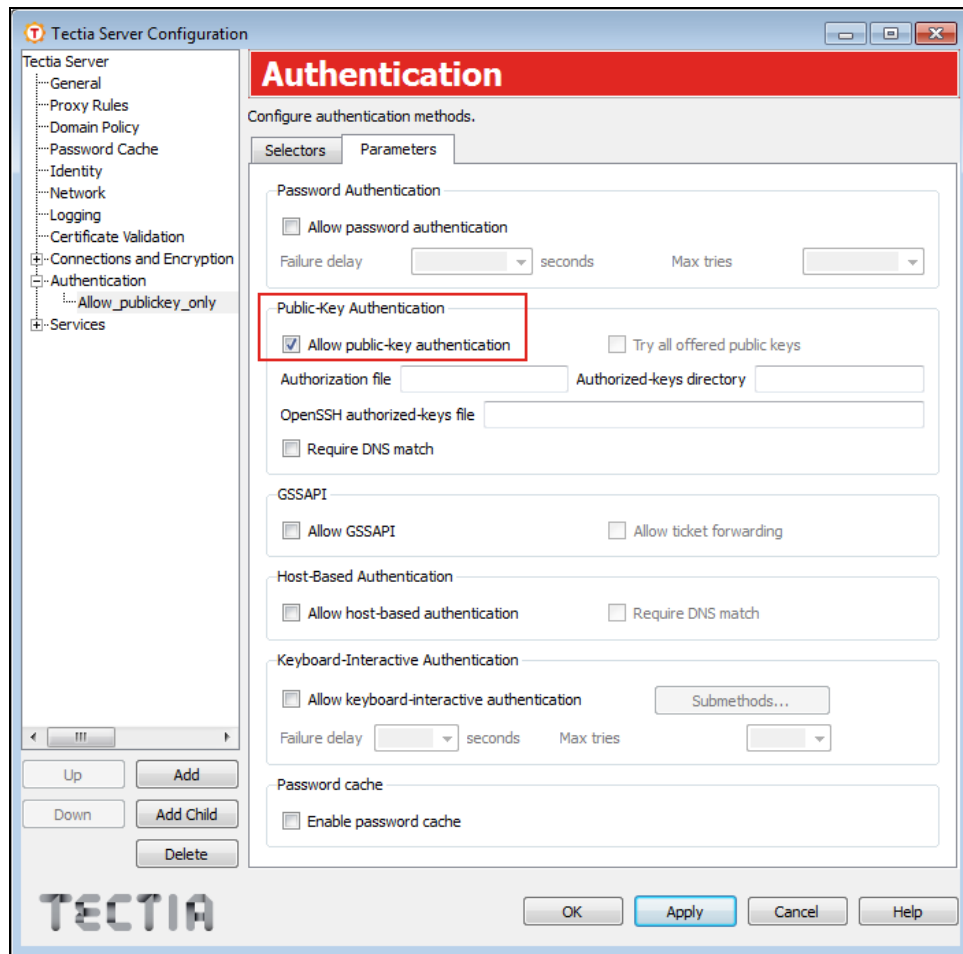 Tectia Server Configuration
Tectia Server
General
Proxy Rules
Domain Policy
Password Cache
Identity
Network
Logging
Certificate Validation
Connections and Encryption
Authentication
Allow_publickey_only
Services
Up
Add
Down
Add Child
Delete
Authentication
Configure authentication methods.
Selectors
Parameters
Password Authentication
Allow password authentication
Failure delay seconds Max tries
Public-Key Authentication
Allow public-key authentication Try all offered public keys
Authorization file Authorized-keys directory
OpenSSH authorized-keys file
Require DNS match
GSSAPI
Allow GSSAPI Allow ticket forwarding
Host-Based Authentication
Allow host-based authentication Require DNS match
Keyboard-Interactive Authentication
Allow keyboard-interactive authentication Submethods...
Failure delay seconds Max tries
Password cache
Enable password cache
TECTIA
OK Apply Cancel Help